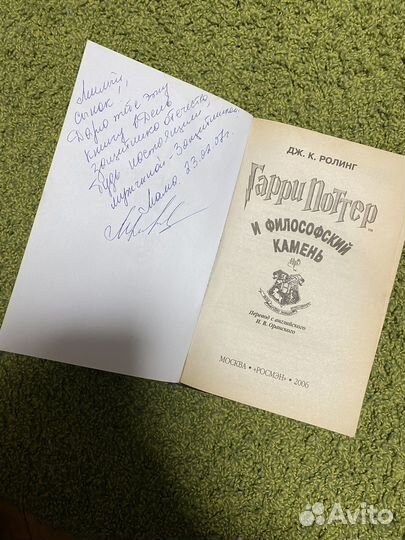 Милый,
сынок!
Дарю тебе эту
книгу в День
защитника Отечества,
Будь настоящим
мужчиной - защитником
Мама 23.02.07г.
ДЖ. К. РОЛИНГ
Гарри Поттер
И ФИЛОСОФСКИЙ
КАМЕНЬ
Перевод с английского
И. В. Оранского
МОСКВА • «РОСМЭН» • 2006
Avito